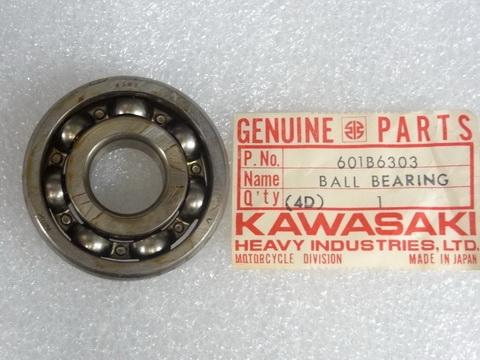 GENUINE PARTS
P.No. 601B6303
Name BALL BEARING
Q'ty (4D) 1
KAWASAKI
HEAVY INDUSTRIES, LTD.
MOTORCYCLE DIVISION MADE IN JAPAN